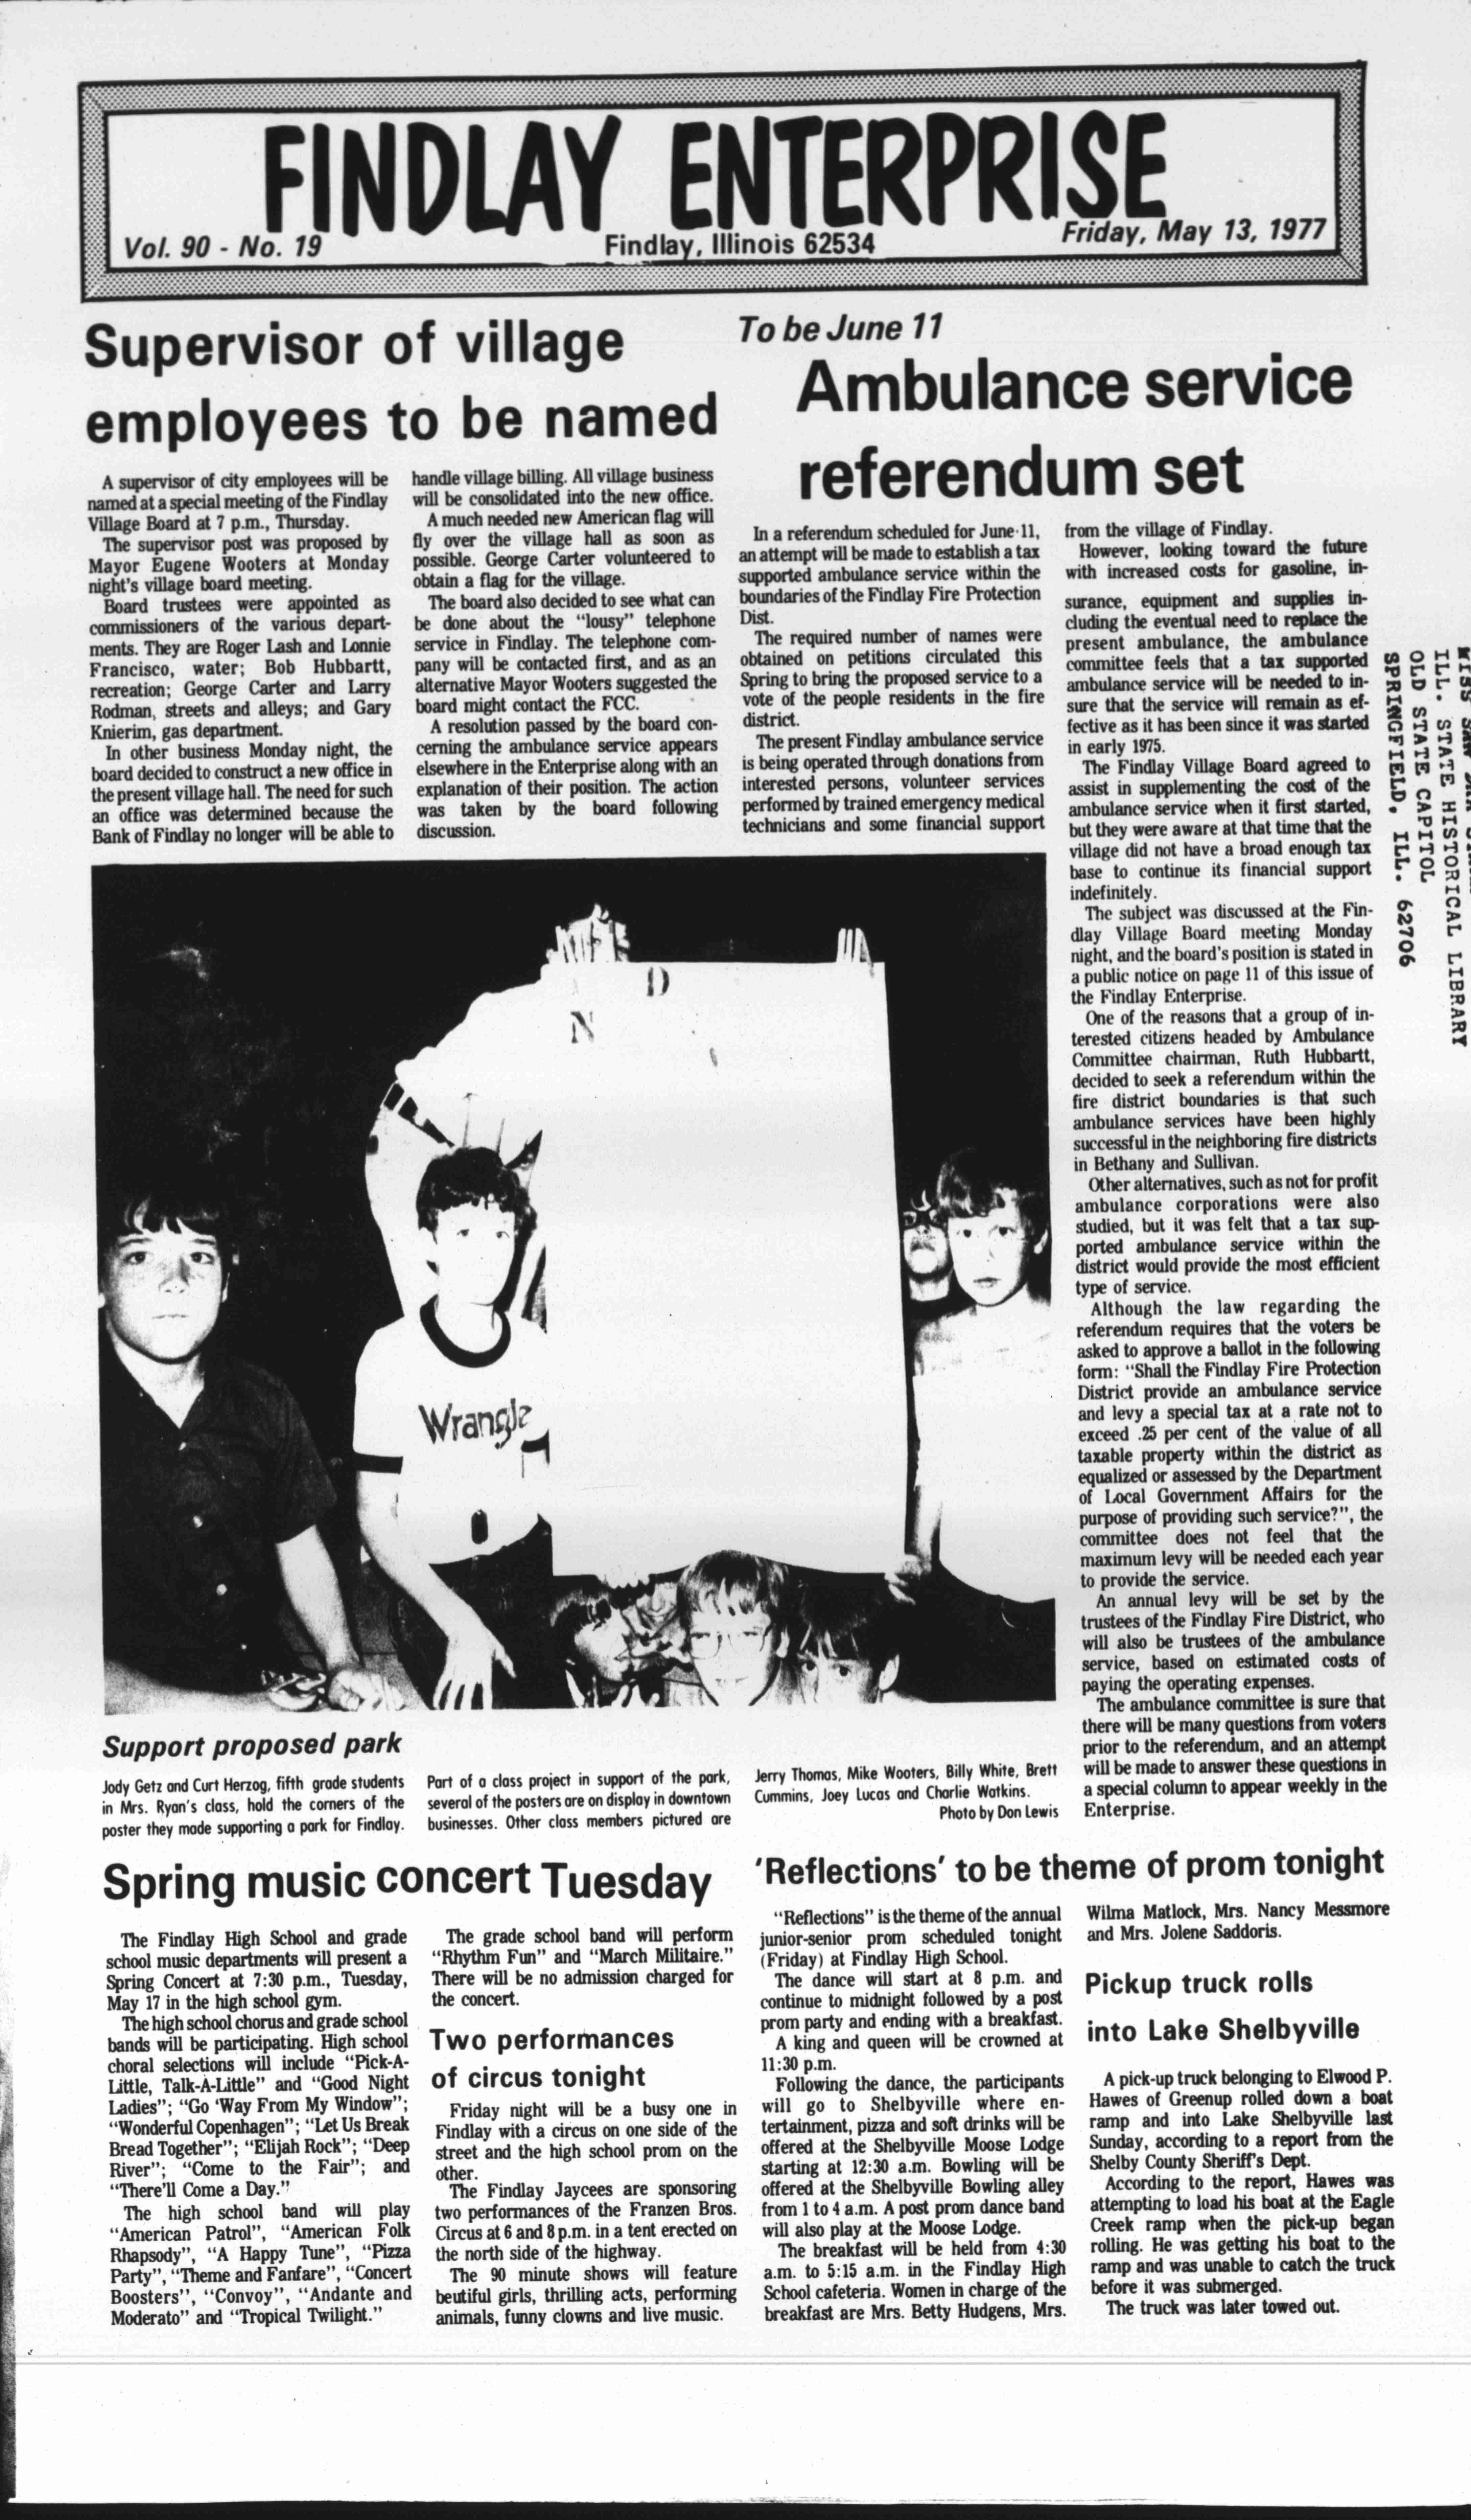 FINDLAY ENTERPRISE
Vol. 90 - No. 19
Findlay, Illinois 62534
Friday, May 13, 1977
Supervisor of village
employees to be named
A supervisor of city employees will be
named at a special meeting of the Findlay
Village Board at 7 p.m., Thursday.
The supervisor post was proposed by
Mayor Eugene Wooters at Monday
night's village board meeting.
Board trustees were appointed as
commissioners of the various depart-
ments. They are Roger Lash and Lonnie
Francisco, water; Bob Hubbartt,
recreation; George Carter and Larry
Rodman, streets and alleys; and Gary
Knierim, gas department.
In other business Monday night, the
board decided to construct a new office in
the present village hall. The need for such
an office was determined because the
Bank of Findlay no longer will be able to
handle village billing. All village business
will be consolidated into the new office.
A much needed new American flag will
fly over the village hall as soon as
possible. George Carter volunteered to
obtain a flag for the village.
The board also decided to see what can
be done about the "lousy" telephone
service in Findlay. The telephone com-
pany will be contacted first, and as an
alternative Mayor Wooters suggested the
board might contact the FCC.
A resolution passed by the board con-
cerning the ambulance service appears
elsewhere in the Enterprise along with an
explanation of their position. The action
was taken by the board following
discussion.
To be June 11
Ambulance service
referendum set
In a referendum scheduled for June 11,
an attempt will be made to establish a tax
supported ambulance service within the
boundaries of the Findlay Fire Protection
Dist.
The required number of names were
obtained on petitions circulated this
Spring to bring the proposed service to a
vote of the people residents in the fire
district.
The present Findlay ambulance service
is being operated through donations from
interested persons, volunteer services
performed by trained emergency medical
technicians and some financial support
from the village of Findlay.
However, looking toward the future
with increased costs for gasoline, in-
surance, equipment and supplies in-
cluding the eventual need to replace the
present ambulance, the ambulance
committee feels that a tax supported
ambulance service will be needed to in-
sure that the service will remain as ef-
fective as it has been since it was started
in early 1975.
The Findlay Village Board agreed to
assist in supplementing the cost of the
ambulance service when it first started,
but they were aware at that time that the
village did not have a broad enough tax
base to continue its financial support
indefinitely.
The subject was discussed at the Fin-
dlay Village Board meeting Monday
night, and the board's position is stated in
a public notice on page 11 of this issue of
the Findlay Enterprise.
One of the reasons that a group of in-
terested citizens headed by Ambulance
Committee chairman, Ruth Hubbartt,
decided to seek a referendum within the
fire district boundaries is that such
ambulance services have been highly
successful in the neighboring fire districts
in Bethany and Sullivan.
Other alternatives, such as not for profit
ambulance corporations were also
studied, but it was felt that a tax sup-
ported ambulance service within the
district would provide the most efficient
type of service.
Although the law regarding the
referendum requires that the voters be
asked to approve a ballot in the following
form: "Shall the Findlay Fire Protection
District provide an ambulance service
and levy a special tax at a rate not to
exceed .25 per cent of the value of all
taxable property within the district as
equalized or assessed by the Department
of Local Government Affairs for the
purpose of providing such service?", the
committee does not feel that the
maximum levy will be needed each year
to provide the service.
An annual levy will be set by the
trustees of the Findlay Fire District, who
will also be trustees of the ambulance
service, based on estimated costs of
paying the operating expenses.
The ambulance committee is sure that
there will be many questions from voters
prior to the referendum, and an attempt
will be made to answer these questions in
a special column to appear weekly in the
Enterprise.
ILL. STATE HISTORICAL LIBRARY
OLD STATE CAPITOL
SPRINGFIELD, ILL. 62706
N D
Wrangle
Support proposed park
Jody Getz and Curt Herzog, fifth grade students
in Mrs. Ryan's class, hold the corners of the
poster they made supporting a park for Findlay.
Part of a class project in support of the park,
several of the posters are on display in downtown
businesses. Other class members pictured are
Jerry Thomas, Mike Wooters, Billy White, Brett
Cummins, Joey Lucas and Charlie Watkins.
Photo by Don Lewis
Spring music concert Tuesday
The Findlay High School and grade
school music departments will present a
Spring Concert at 7:30 p.m., Tuesday,
May 17 in the high school gym.
The high school chorus and grade school
bands will be participating. High school
choral selections will include "Pick-A-
Little, Talk-A-Little" and "Good Night
Ladies"; "Go 'Way From My Window";
"Wonderful Copenhagen"; "Let Us Break
Bread Together"; "Elijah Rock"; "Deep
River"; "Come to the Fair"; and
"There'll Come a Day."
The high school band will play
"American Patrol", "American Folk
Rhapsody", "A Happy Tune", "Pizza
Party", "Theme and Fanfare", "Concert
Boosters", "Convoy", "Andante and
Moderato" and "Tropical Twilight."
The grade school band will perform
"Rhythm Fun" and "March Militaire."
There will be no admission charged for
the concert.
Two performances
of circus tonight
Friday night will be a busy one in
Findlay with a circus on one side of the
street and the high school prom on the
other.
The Findlay Jaycees are sponsoring
two performances of the Franzen Bros.
Circus at 6 and 8 p.m. in a tent erected on
the north side of the highway.
The 90 minute shows will feature
beutiful girls, thrilling acts, performing
animals, funny clowns and live music.
'Reflections' to be theme of prom tonight
"Reflections" is the theme of the annual
junior-senior prom scheduled tonight
(Friday) at Findlay High School.
The dance will start at 8 p.m. and
continue to midnight followed by a post
prom party and ending with a breakfast.
A king and queen will be crowned at
11:30 p.m.
Following the dance, the participants
will go to Shelbyville where en-
tertainment, pizza and soft drinks will be
offered at the Shelbyville Moose Lodge
starting at 12:30 a.m. Bowling will be
offered at the Shelbyville Bowling alley
from 1 to 4 a.m. A post prom dance band
will also play at the Moose Lodge.
The breakfast will be held from 4:30
a.m. to 5:15 a.m. in the Findlay High
School cafeteria. Women in charge of the
breakfast are Mrs. Betty Hudgens, Mrs.
Wilma Matlock, Mrs. Nancy Messmore
and Mrs. Jolene Saddoris.
Pickup truck rolls
into Lake Shelbyville
A pick-up truck belonging to Elwood P.
Hawes of Greenup rolled down a boat
ramp and into Lake Shelbyville last
Sunday, according to a report from the
Shelby County Sheriff's Dept.
According to the report, Hawes was
attempting to load his boat at the Eagle
Creek ramp when the pick-up began
rolling. He was getting his boat to the
ramp and was unable to catch the truck
before it was submerged.
The truck was later towed out.